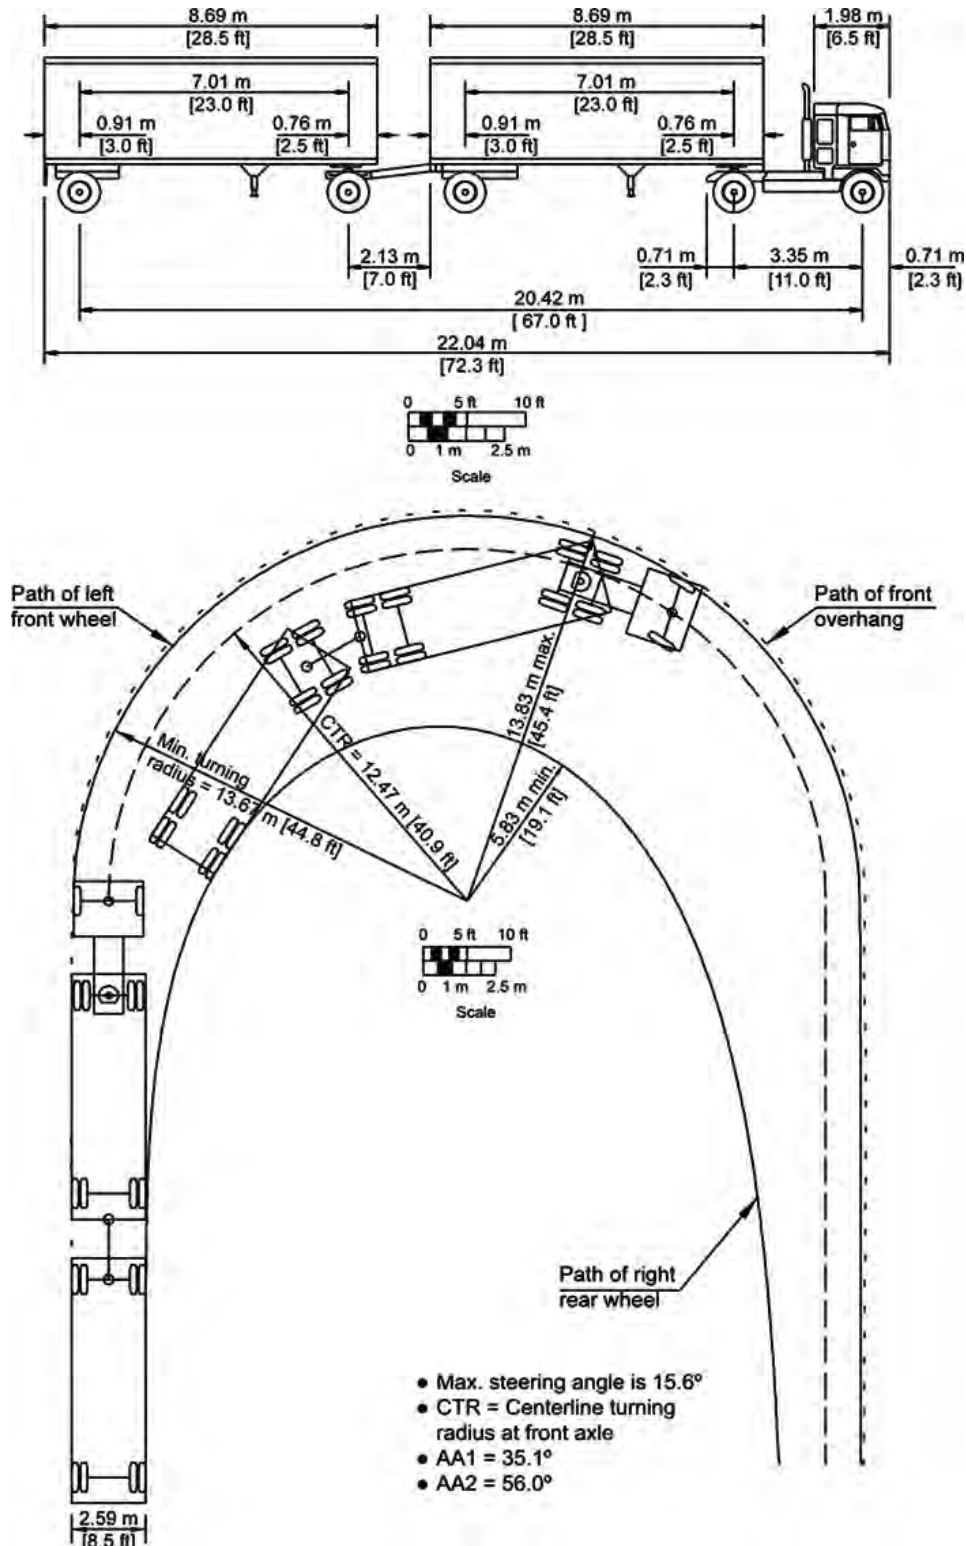 8.69 m
[28.5 ft]
8.69 m
[28.5 ft]
1.98 m
[6.5 ft]
7.01 m
[23.0 ft]
7.01 m
[23.0 ft]
0.91 m
[3.0 ft]
0.76 m
[2.5 ft]
0.91 m
[3.0 ft]
0.76 m
[2.5 ft]
2.13 m
[7.0 ft]
0.71 m
[2.3 ft]
3.35 m
[11.0 ft]
0.71 m
[2.3 ft]
20.42 m
[ 67.0 ft ]
22.04 m
[72.3 ft]
0 5 ft 10 ft
0 1 m 2.5 m
Scale
Path of left
front wheel
Path of front
overhang
13.83 m max.
[45.4 ft]
Min. turning
radius = 13.67 m [44.8 ft]
CTR = 12.47 m [40.9 ft]
5.83 m min.
[19.1 ft]
0 5 ft 10 ft
0 1 m 2.5 m
Scale
Path of right
rear wheel
● Max. steering angle is 15.6º
● CTR = Centerline turning
radius at front axle
● AA1 = 35.1º
● AA2 = 56.0º
2.59 m
[8.5 ft]